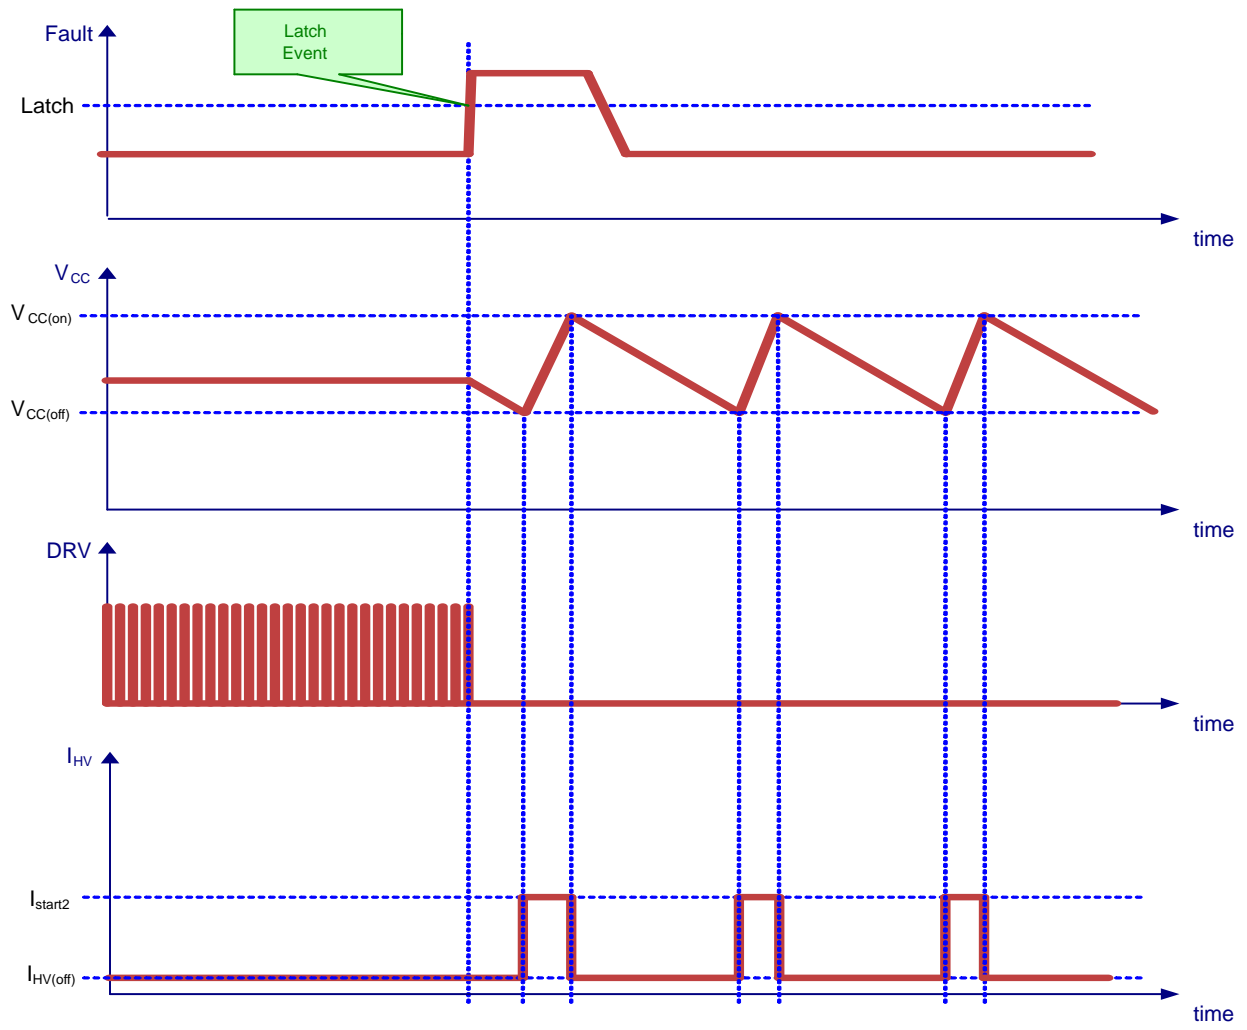 Fault
Latch
Event
Latch
time
VCC
VCC(on)
VCC(off)
time
DRV
time
IHV
Istart2
IHV(off)
time